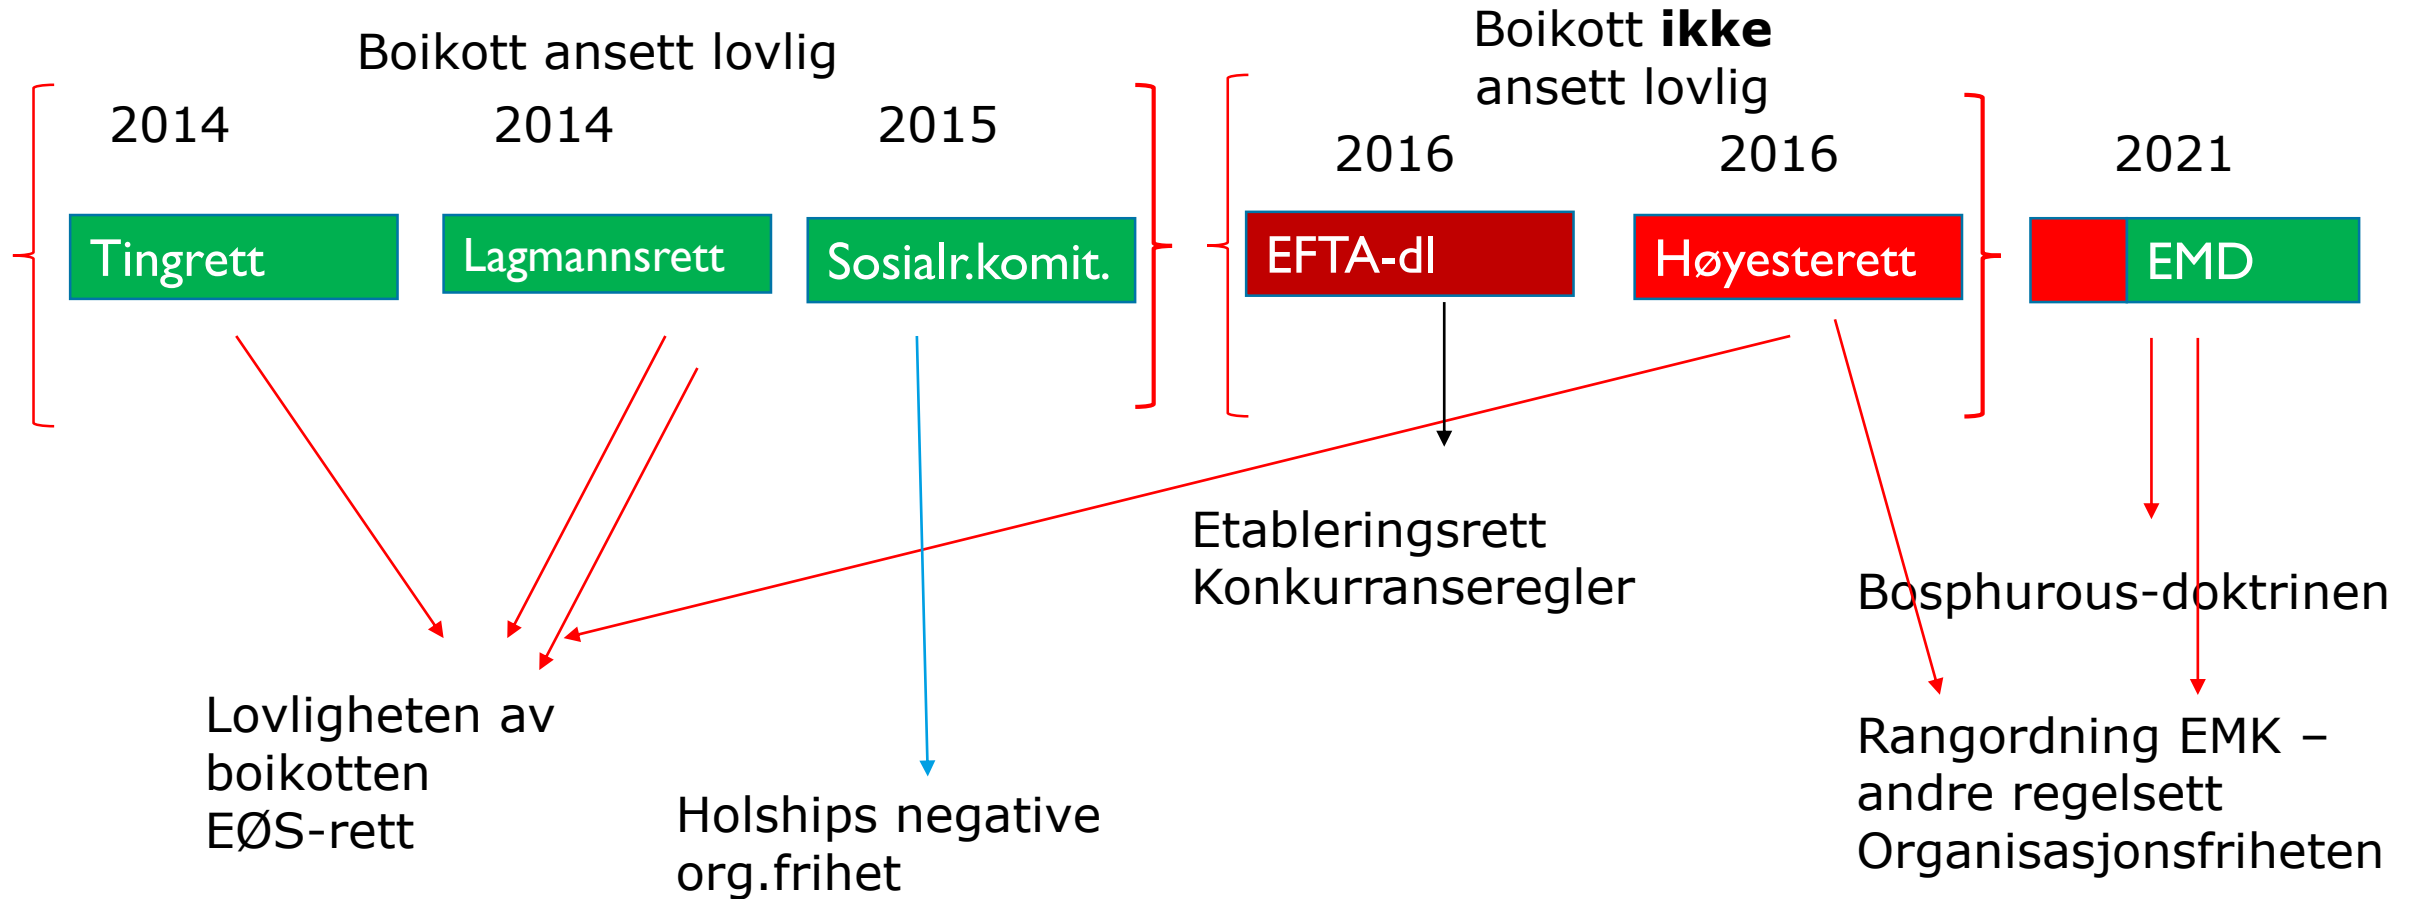 Boikott ansett lovlig
Boikott ikke
ansett lovlig
2014
2014
2015
2016
2016
2021
Tingrett
Lagmannsrett
Sosialr.komit.
EFTA-dl
Høyesterett
EMD
Etableringsrett
Konkurranseregler
Bosphurous-doktrinen
Lovligheten av
boikotten
EØS-rett
Holships negative
org.frihet
Rangordning EMK –
andre regelsett
Organisasjonsfriheten